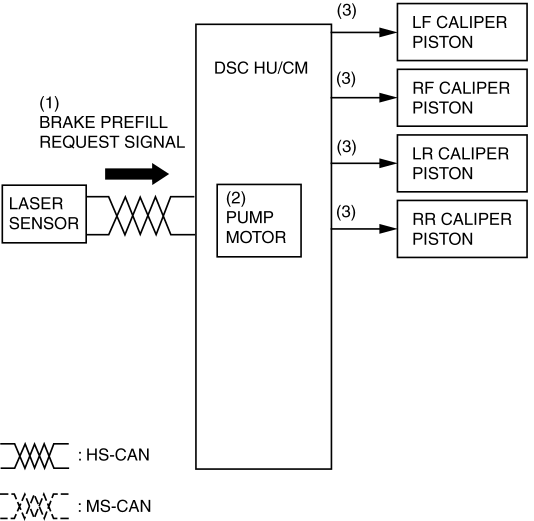 (1)
BRAKE PREFILL
REQUEST SIGNAL
LASER
SENSOR
DSC HU/CM
(2)
PUMP
MOTOR
(3)
LF CALIPER
PISTON
(3)
RF CALIPER
PISTON
(3)
LR CALIPER
PISTON
(3)
RR CALIPER
PISTON
: HS-CAN
: MS-CAN